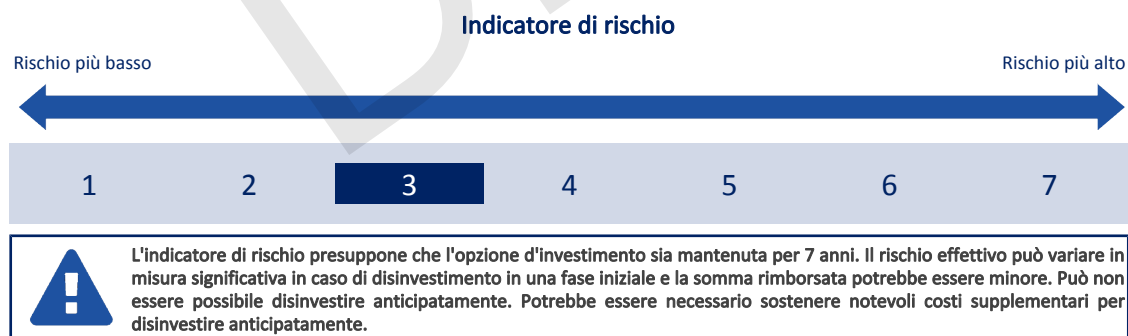 Indicatore di rischio
Rischio più basso
Rischio più alto
1 2 3 4 5 6 7
L'indicatore di rischio presuppone che l'opzione d'investimento sia mantenuta per 7 anni. Il rischio effettivo può variare in
misura significativa in caso di disinvestimento in una fase iniziale e la somma rimborsata potrebbe essere minore. Può non
essere possibile disinvestire anticipatamente. Potrebbe essere necessario sostenere notevoli costi supplementari per
disinvestire anticipatamente.